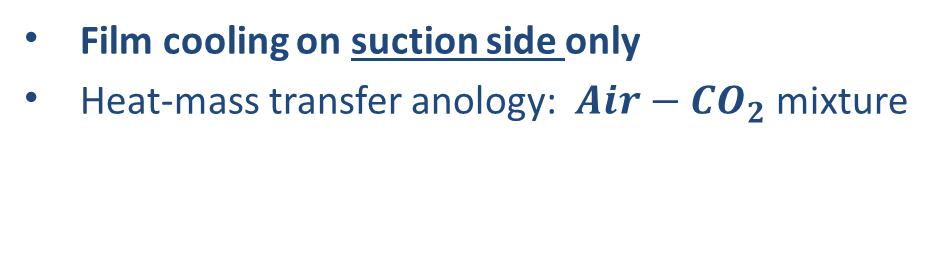 • Film cooling on suction side only
• Heat-mass transfer anology: Air − CO₂ mixture